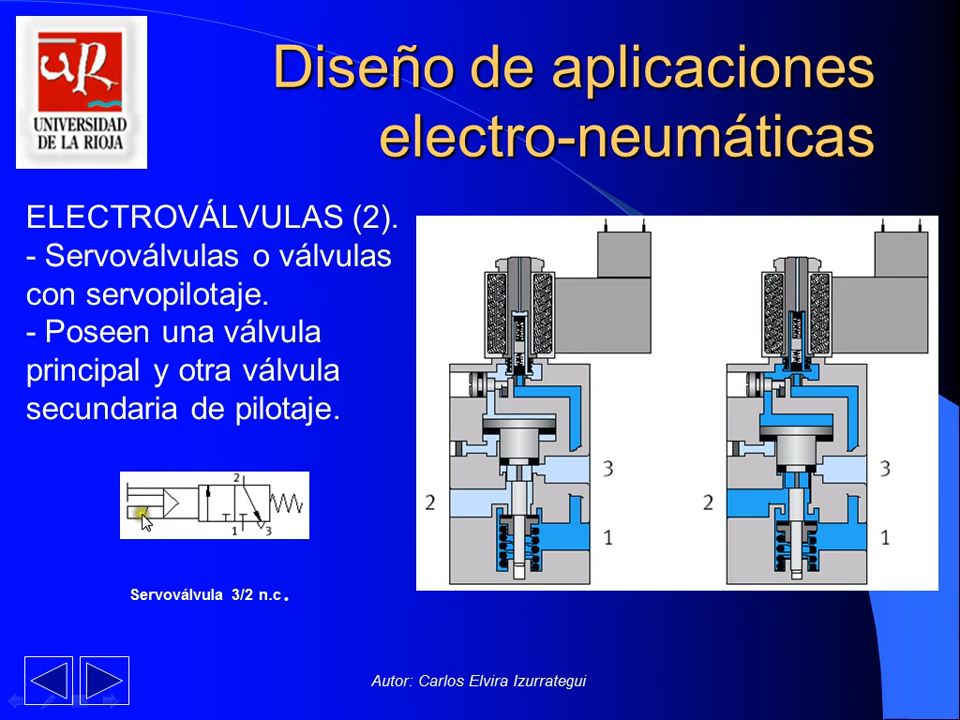 UR
UNIVERSIDAD
DE LA RIOJA
Diseño de aplicaciones
electro-neumáticas
ELECTROVÁLVULAS (2).
- Servoválvulas o válvulas
con servopilotaje.
- Poseen una válvula
principal y otra válvula
secundaria de pilotaje.
2
1 3
Servoválvula 3/2 n.c.
3
2
1
3
2
1
Autor: Carlos Elvira Izurrategui